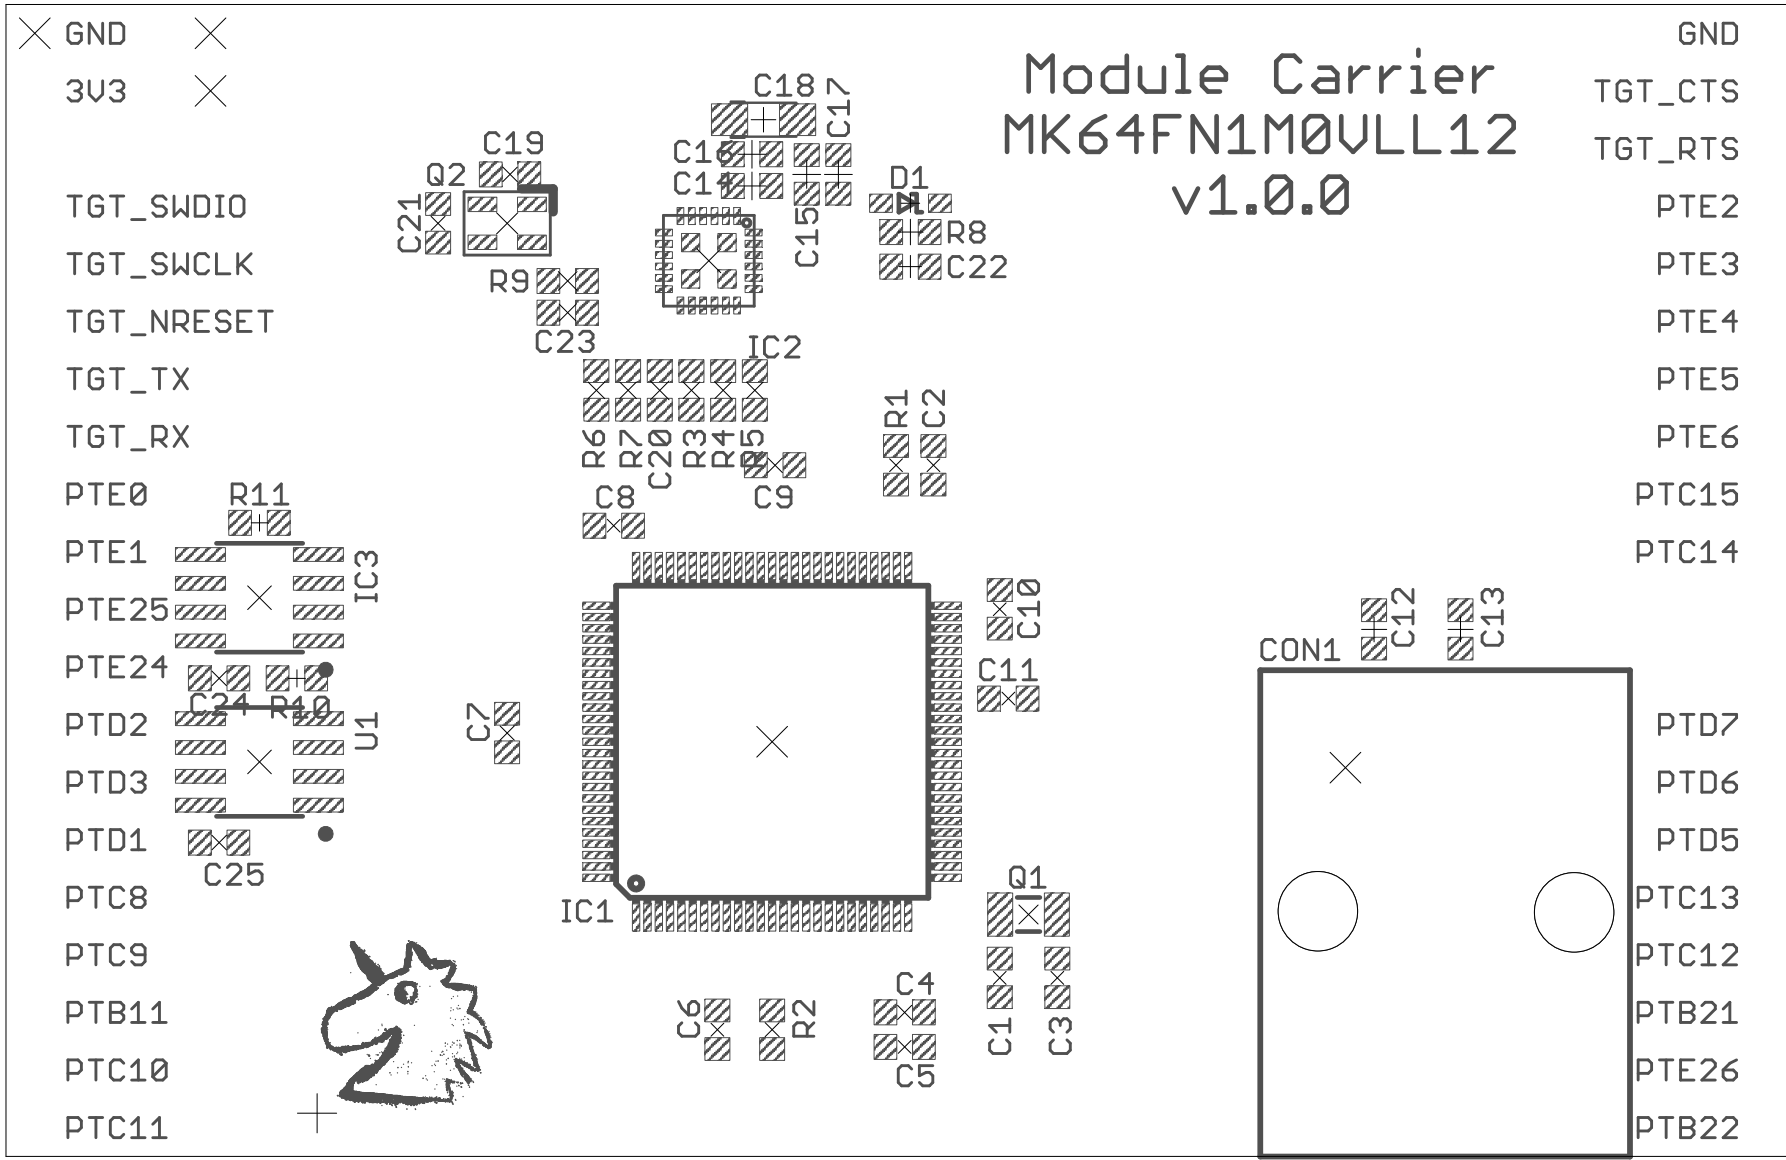 GND
3V3
TGT_SWDIO
TGT_SWCLK
TGT_NRESET
TGT_TX
TGT_RX
PTE0
PTE1
PTE25
PTE24
PTD2
PTD3
PTD1
PTC8
PTC9
PTB11
PTC10
PTC11
R11
IC3
C24
R10
U1
C25
C19
Q2
C21
R9
C23
C18
C17
C16
C14
C15
IC2
D1
R8
C22
R6
R7
C20
R3
R4
R5
C9
C8
R1
C2
C10
C11
C7
IC1
Q1
C6
R2
C4
C5
C1
C3
Module Carrier
MK64FN1M0VLL12
v1.0.0
C12
C13
CON1
GND
TGT_CTS
TGT_RTS
PTE2
PTE3
PTE4
PTE5
PTE6
PTC15
PTC14
PTD7
PTD6
PTD5
PTC13
PTC12
PTB21
PTE26
PTB22